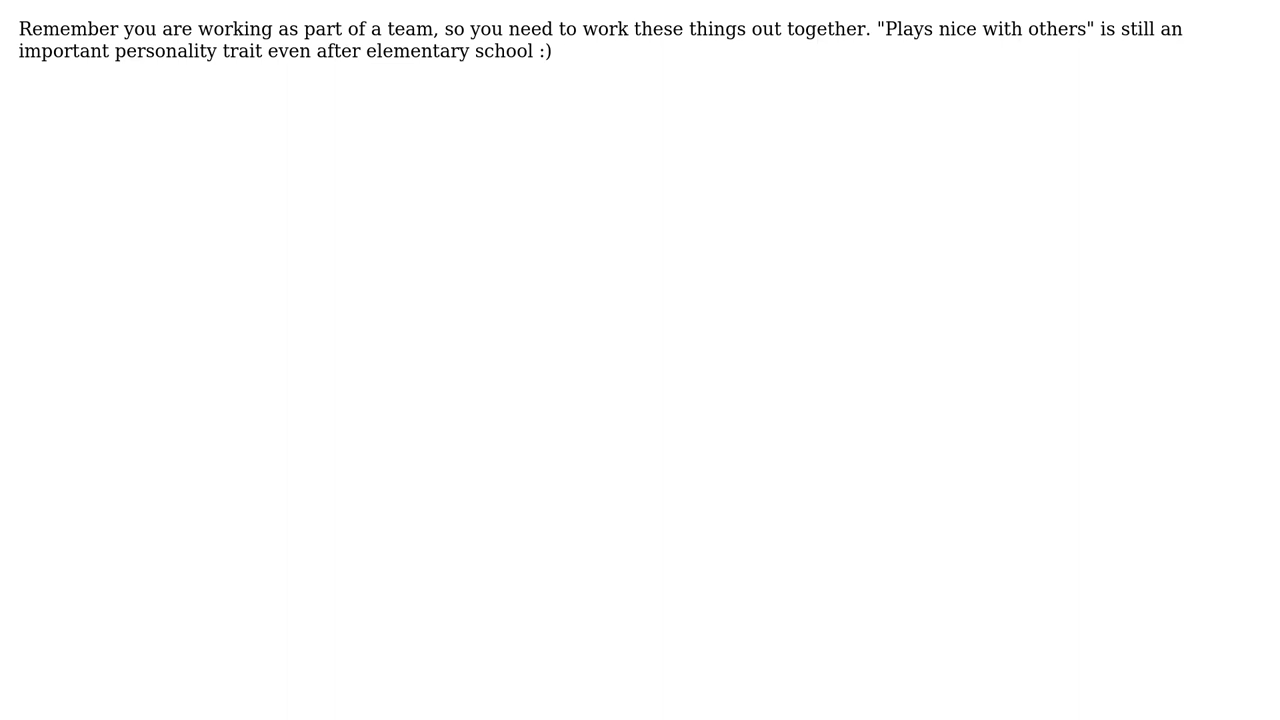 Remember you are working as part of a team, so you need to work these things out together. "Plays nice with others" is still an
important personality trait even after elementary school :)